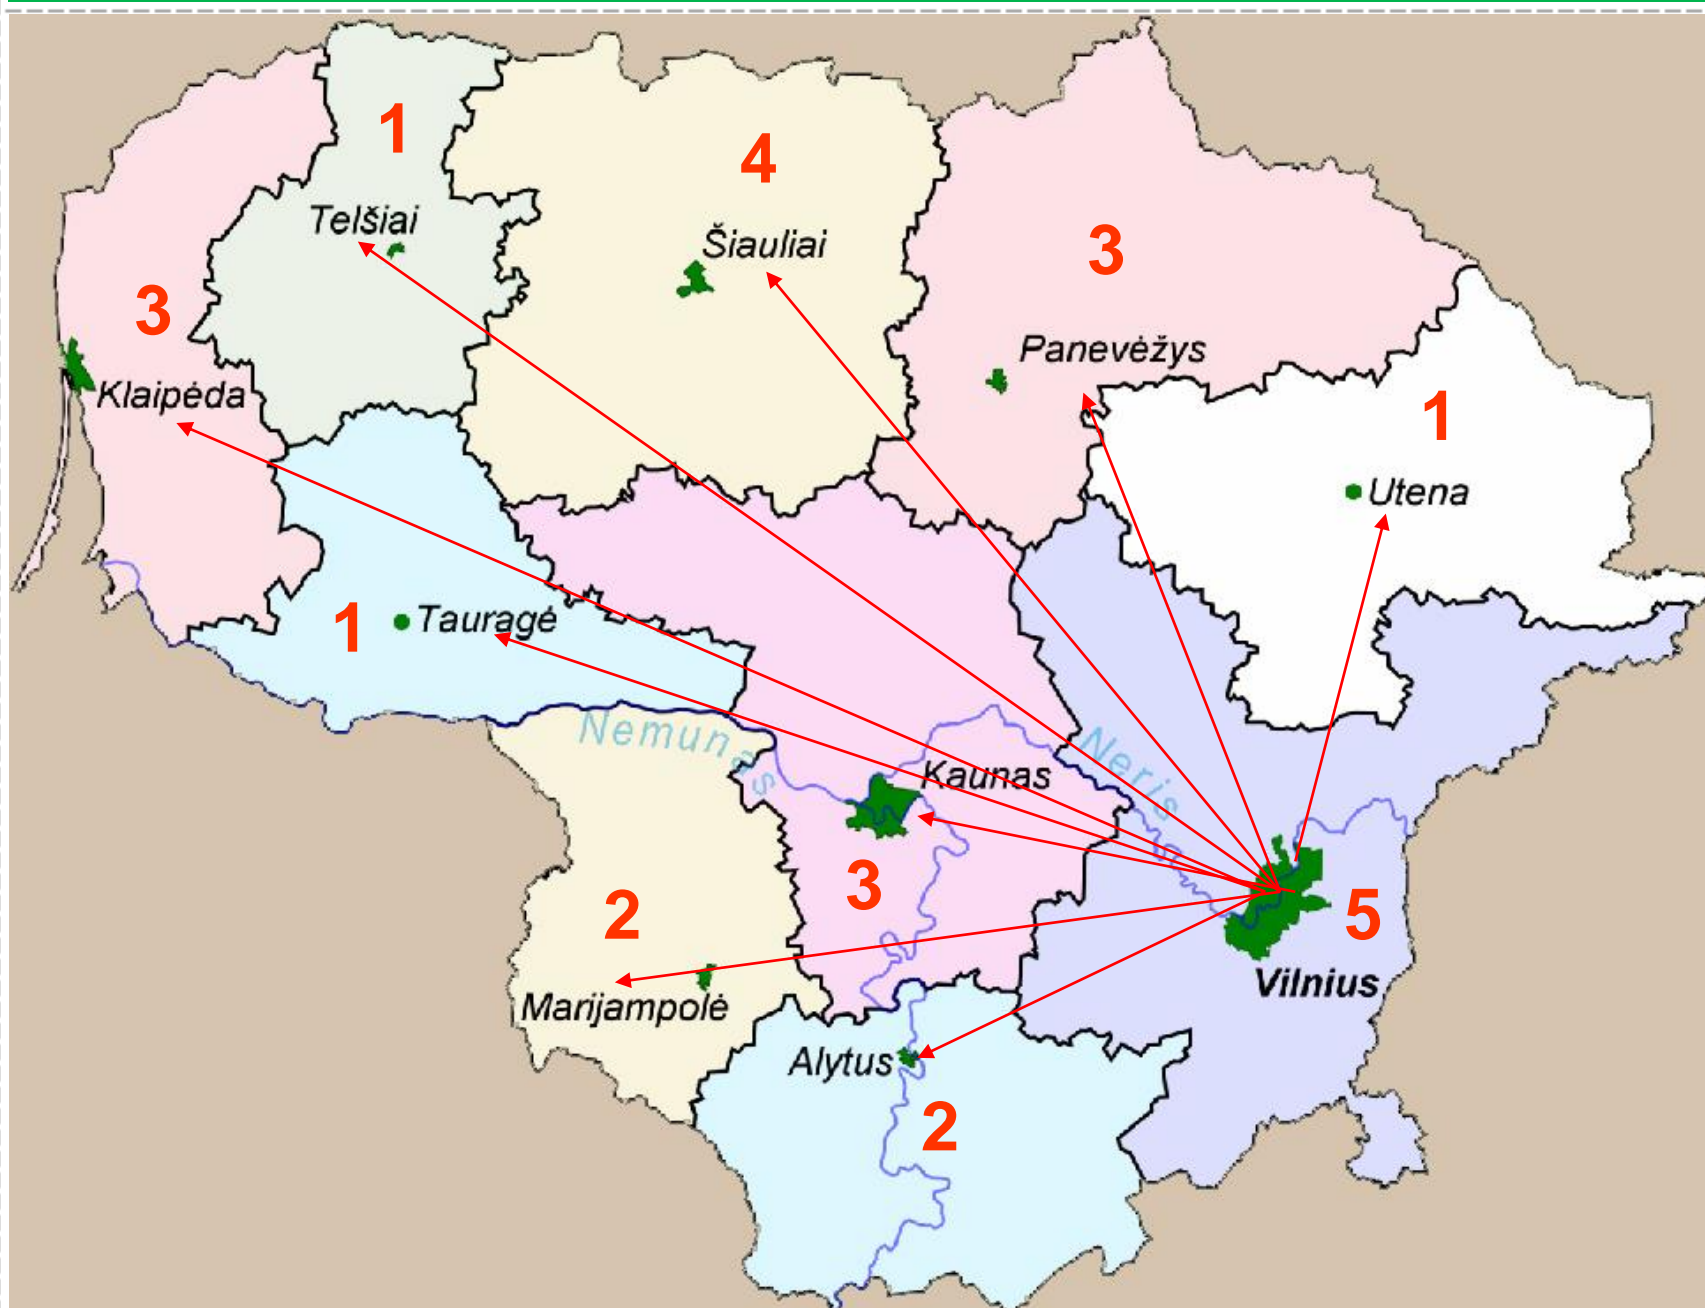 1
4
Telšiai
Šiauliai
3
3
Panevėžys
Klaipėda
1
Utena
1
Tauragė
Nemunas
Neris
Kaunas
3
2
5
Vilnius
Marijampolė
Alytus
2